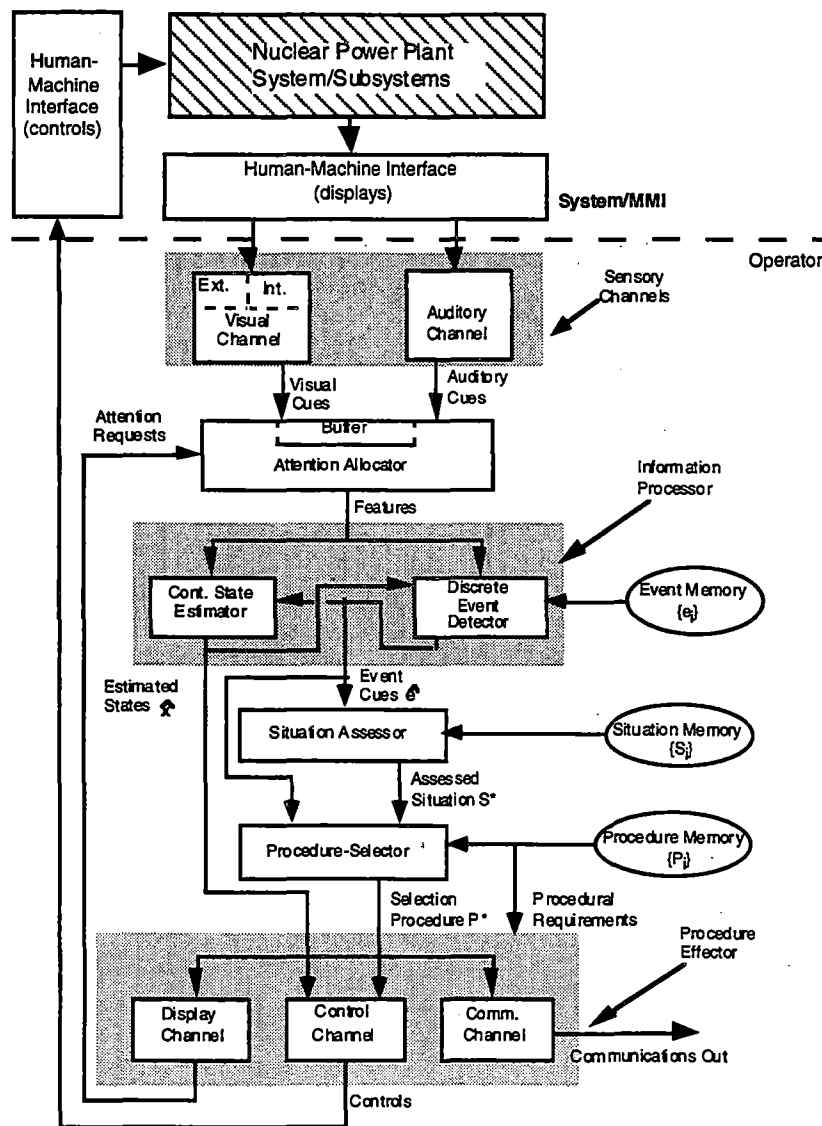 Human-
Machine
Interface
(controls)
Nuclear Power Plant
System/Subsystems
Human-Machine Interface
(displays)
System/MMI
Operator
Ext.
Int.
Visual
Channel
Auditory
Channel
Sensory
Channels
Visual
Cues
Auditory
Cues
Attention
Requests
Buffer
Attention Allocator
Features
Information
Processor
Cont. State
Estimator
Discrete
Event
Detector
Event Memory
{ej}
Estimated
States x̂
Event
Cues ê
Situation Assessor
Situation Memory
{Sj}
Assessed
Situation S*
Procedure-Selector
Procedure Memory
{Pj}
Selection
Procedure P*
Procedural
Requirements
Procedure
Effector
Display
Channel
Control
Channel
Comm.
Channel
Communications Out
Controls